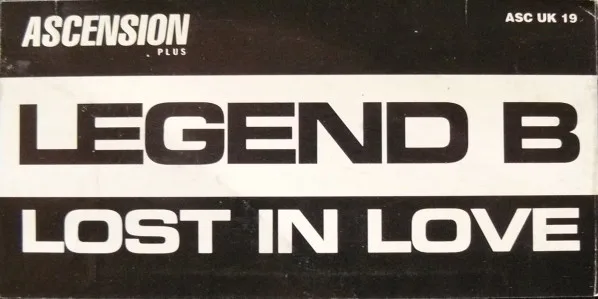 ASCENSION
PLUS
ASC UK 19
LEGEND B
LOST IN LOVE